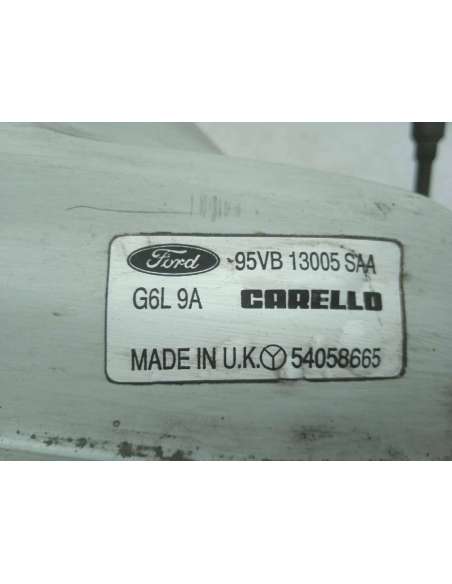 Ford 95VB 13005 SAA
G6L 9A CARELLO
MADE IN U.K. 54058665